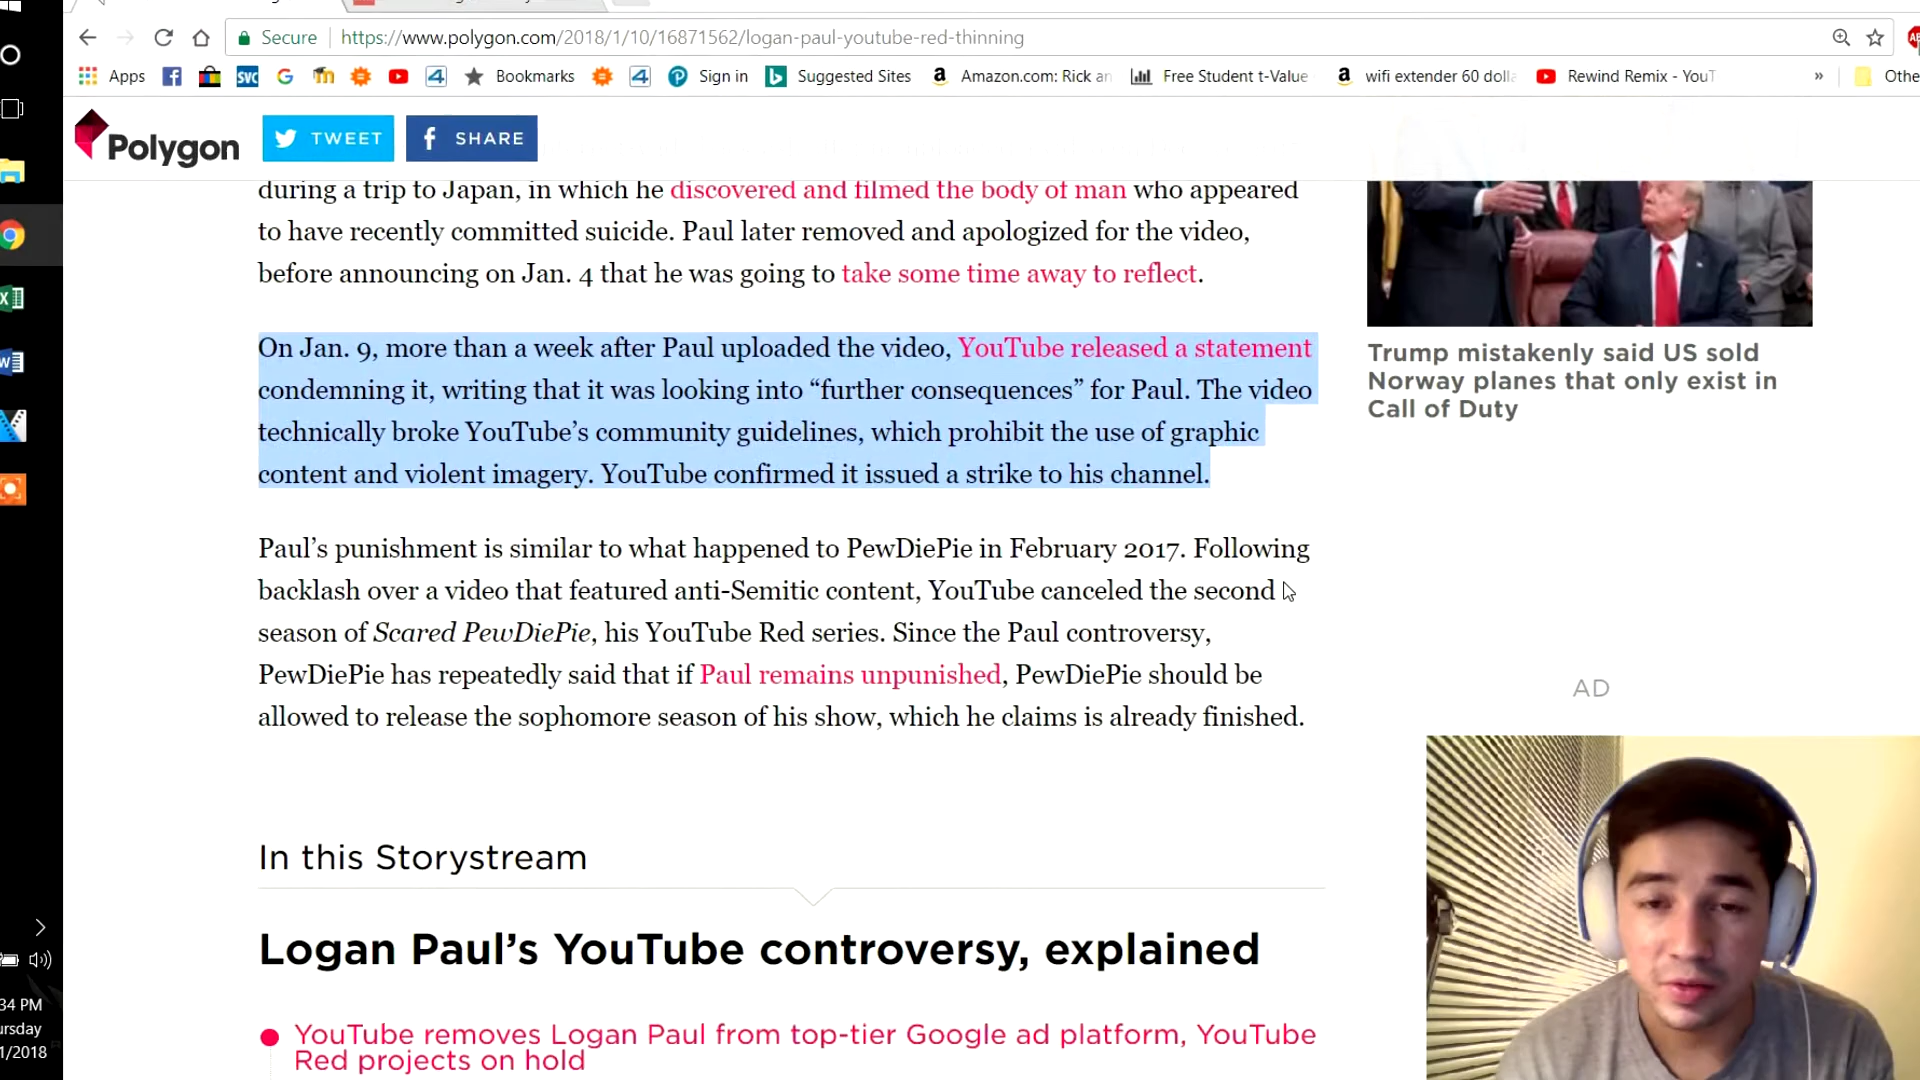 Secure
https://www.polygon.com/2018/1/10/16871562/logan-paul-youtube-red-thinning
Apps
SVC
Bookmarks
Sign in
Suggested Sites
Amazon.com: Rick an
Free Student t-Value
wifi extender 60 dolla
Rewind Remix - YouT
»
Othe
Polygon
TWEET
SHARE
during a trip to Japan, in which he discovered and filmed the body of man who appeared
to have recently committed suicide. Paul later removed and apologized for the video,
before announcing on Jan. 4 that he was going to take some time away to reflect.
On Jan. 9, more than a week after Paul uploaded the video, YouTube released a statement
condemning it, writing that it was looking into “further consequences” for Paul. The video
technically broke YouTube’s community guidelines, which prohibit the use of graphic
content and violent imagery. YouTube confirmed it issued a strike to his channel.
Paul’s punishment is similar to what happened to PewDiePie in February 2017. Following
backlash over a video that featured anti-Semitic content, YouTube canceled the second
season of Scared PewDiePie, his YouTube Red series. Since the Paul controversy,
PewDiePie has repeatedly said that if Paul remains unpunished, PewDiePie should be
allowed to release the sophomore season of his show, which he claims is already finished.
In this Storystream
Logan Paul’s YouTube controversy, explained
YouTube removes Logan Paul from top-tier Google ad platform, YouTube
Red projects on hold
Trump mistakenly said US sold
Norway planes that only exist in
Call of Duty
AD
34 PM
ursday
1/2018